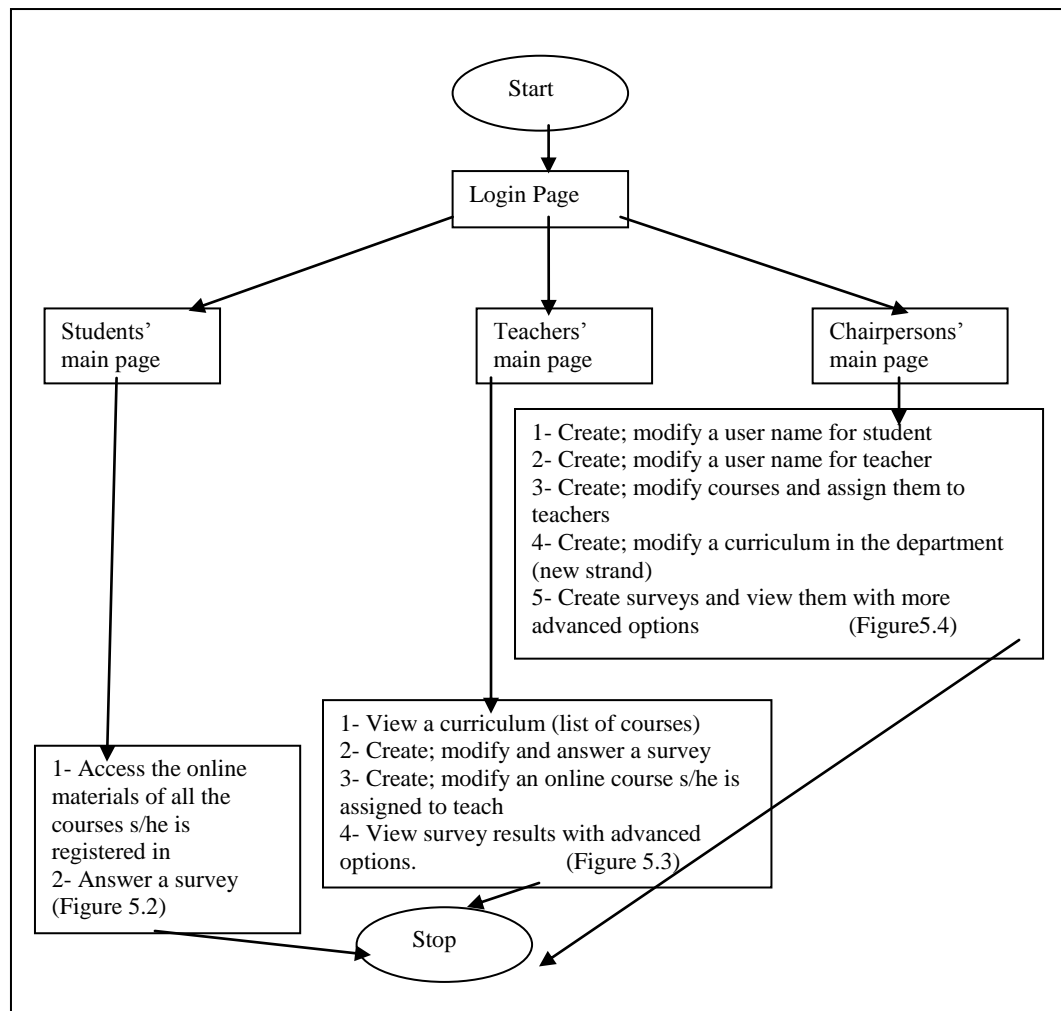 Start
Login Page
Students’
main page
Teachers’
main page
Chairpersons’
main page
1- Create; modify a user name for student
2- Create; modify a user name for teacher
3- Create; modify courses and assign them to
teachers
4- Create; modify a curriculum in the department
(new strand)
5- Create surveys and view them with more
advanced options (Figure5.4)
1- View a curriculum (list of courses)
2- Create; modify and answer a survey
3- Create; modify an online course s/he is
assigned to teach
4- View survey results with advanced
options. (Figure 5.3)
1- Access the online
materials of all the
courses s/he is
registered in
2- Answer a survey
(Figure 5.2)
Stop